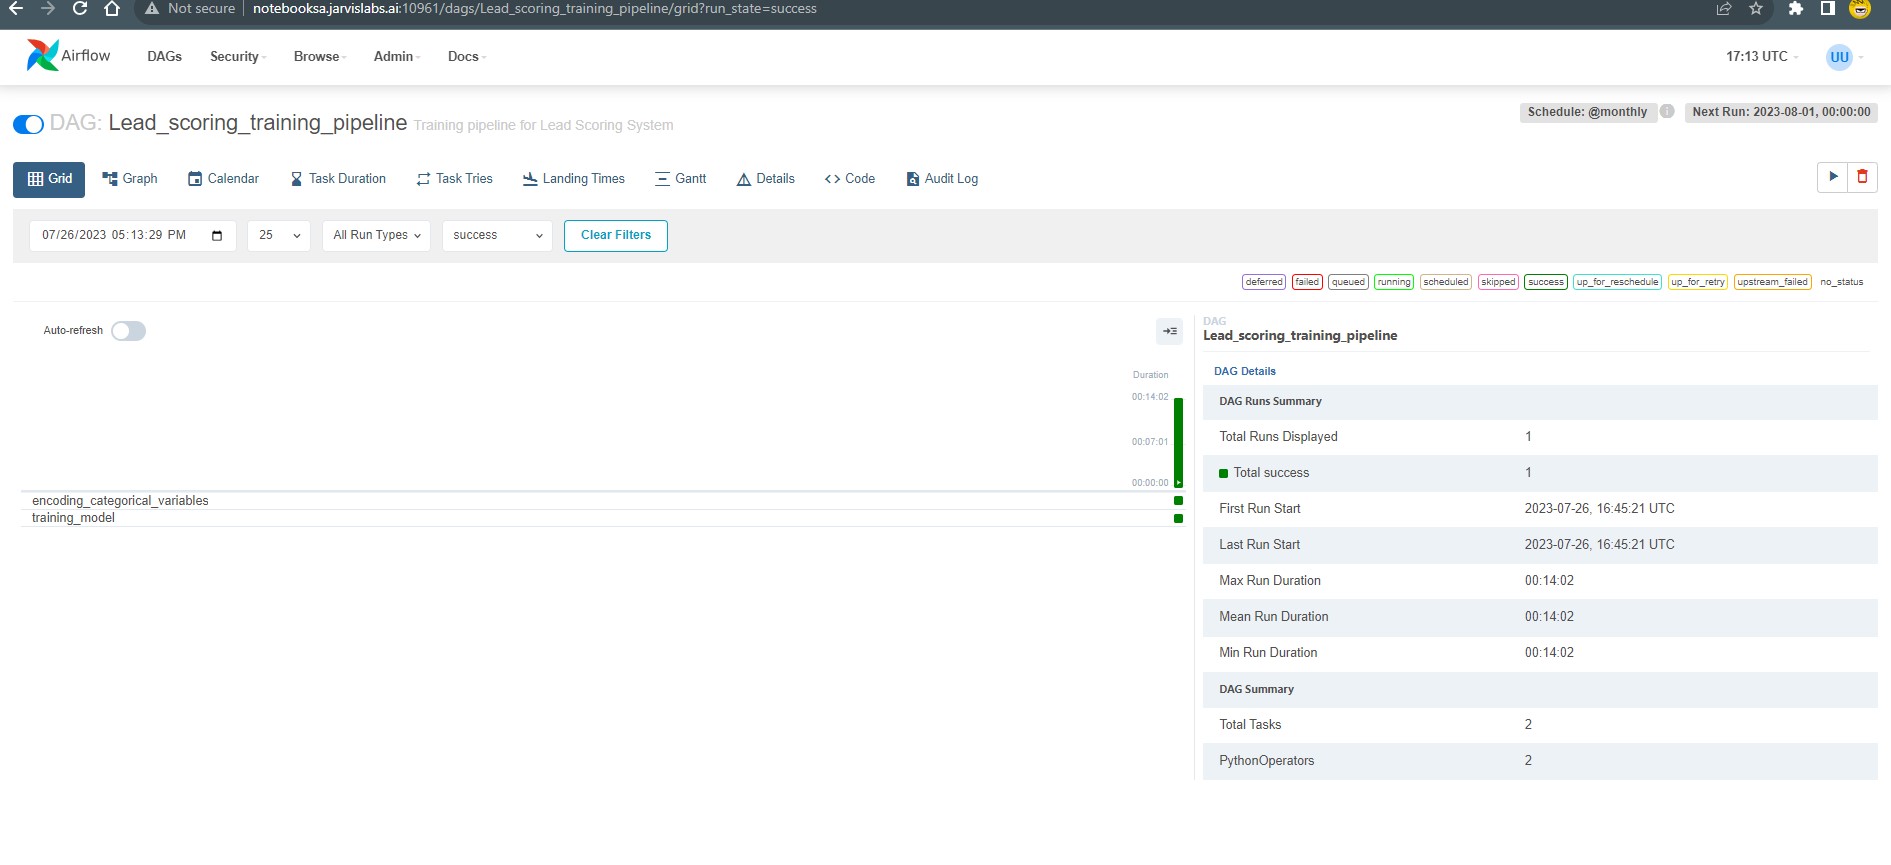 Not secure notebooksa.jarvislabs.ai:10961/dags/Lead_scoring_training_pipeline/grid?run_state=success
Airflow DAGs Security Browse Admin Docs 17:13 UTC UU
DAG: Lead_scoring_training_pipeline Training pipeline for Lead Scoring System
Schedule: @monthly i Next Run: 2023-08-01, 00:00:00
Grid Graph Calendar Task Duration Task Tries Landing Times Gantt Details <> Code Audit Log
07/26/2023 05:13:29 PM 25 All Run Types success Clear Filters
deferred failed queued running scheduled skipped success up_for_reschedule up_for_retry upstream_failed no_status
Auto-refresh
Duration
00:14:02
00:07:01
00:00:00
encoding_categorical_variables
training_model
DAG
Lead_scoring_training_pipeline
DAG Details
DAG Runs Summary
Total Runs Displayed 1
Total success 1
First Run Start 2023-07-26, 16:45:21 UTC
Last Run Start 2023-07-26, 16:45:21 UTC
Max Run Duration 00:14:02
Mean Run Duration 00:14:02
Min Run Duration 00:14:02
DAG Summary
Total Tasks 2
PythonOperators 2